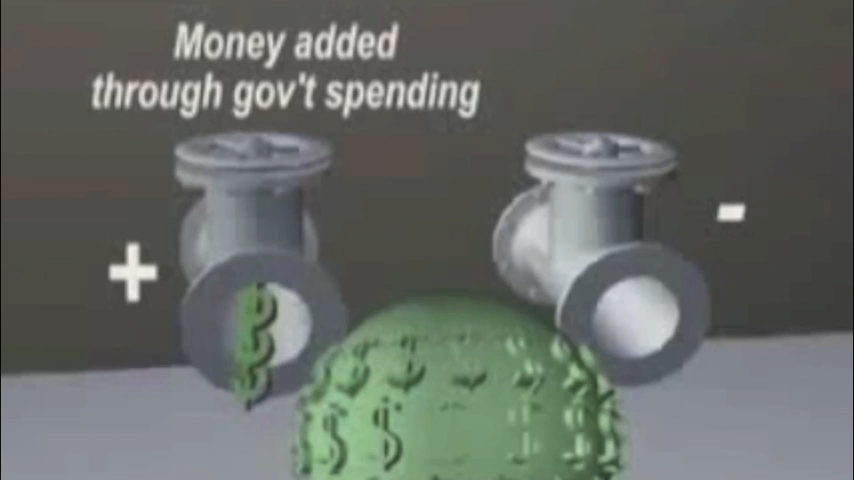 Money added
through gov't spending
+
-
$ $